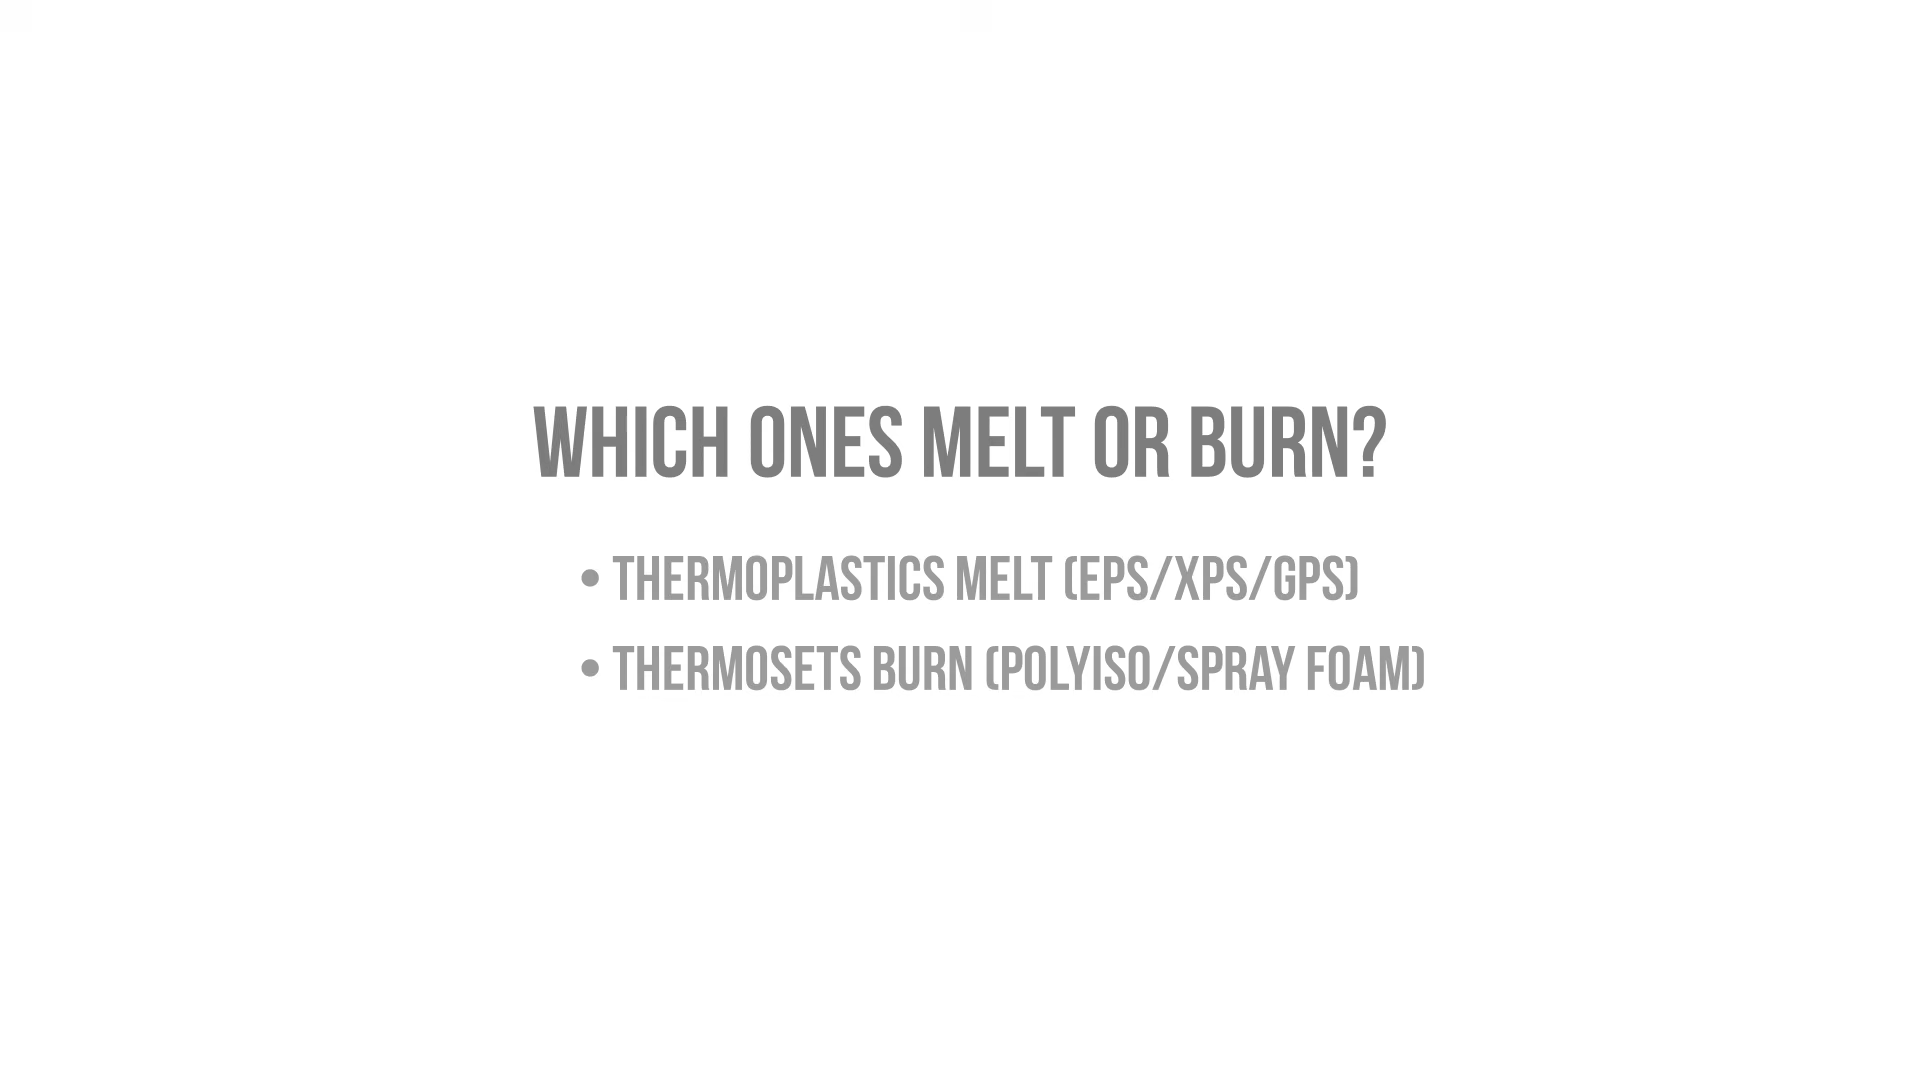 WHICH ONES MELT OR BURN?
• THERMOPLASTICS MELT (EPS/XPS/GPS)
• THERMOSETS BURN (POLYISO/SPRAY FOAM)